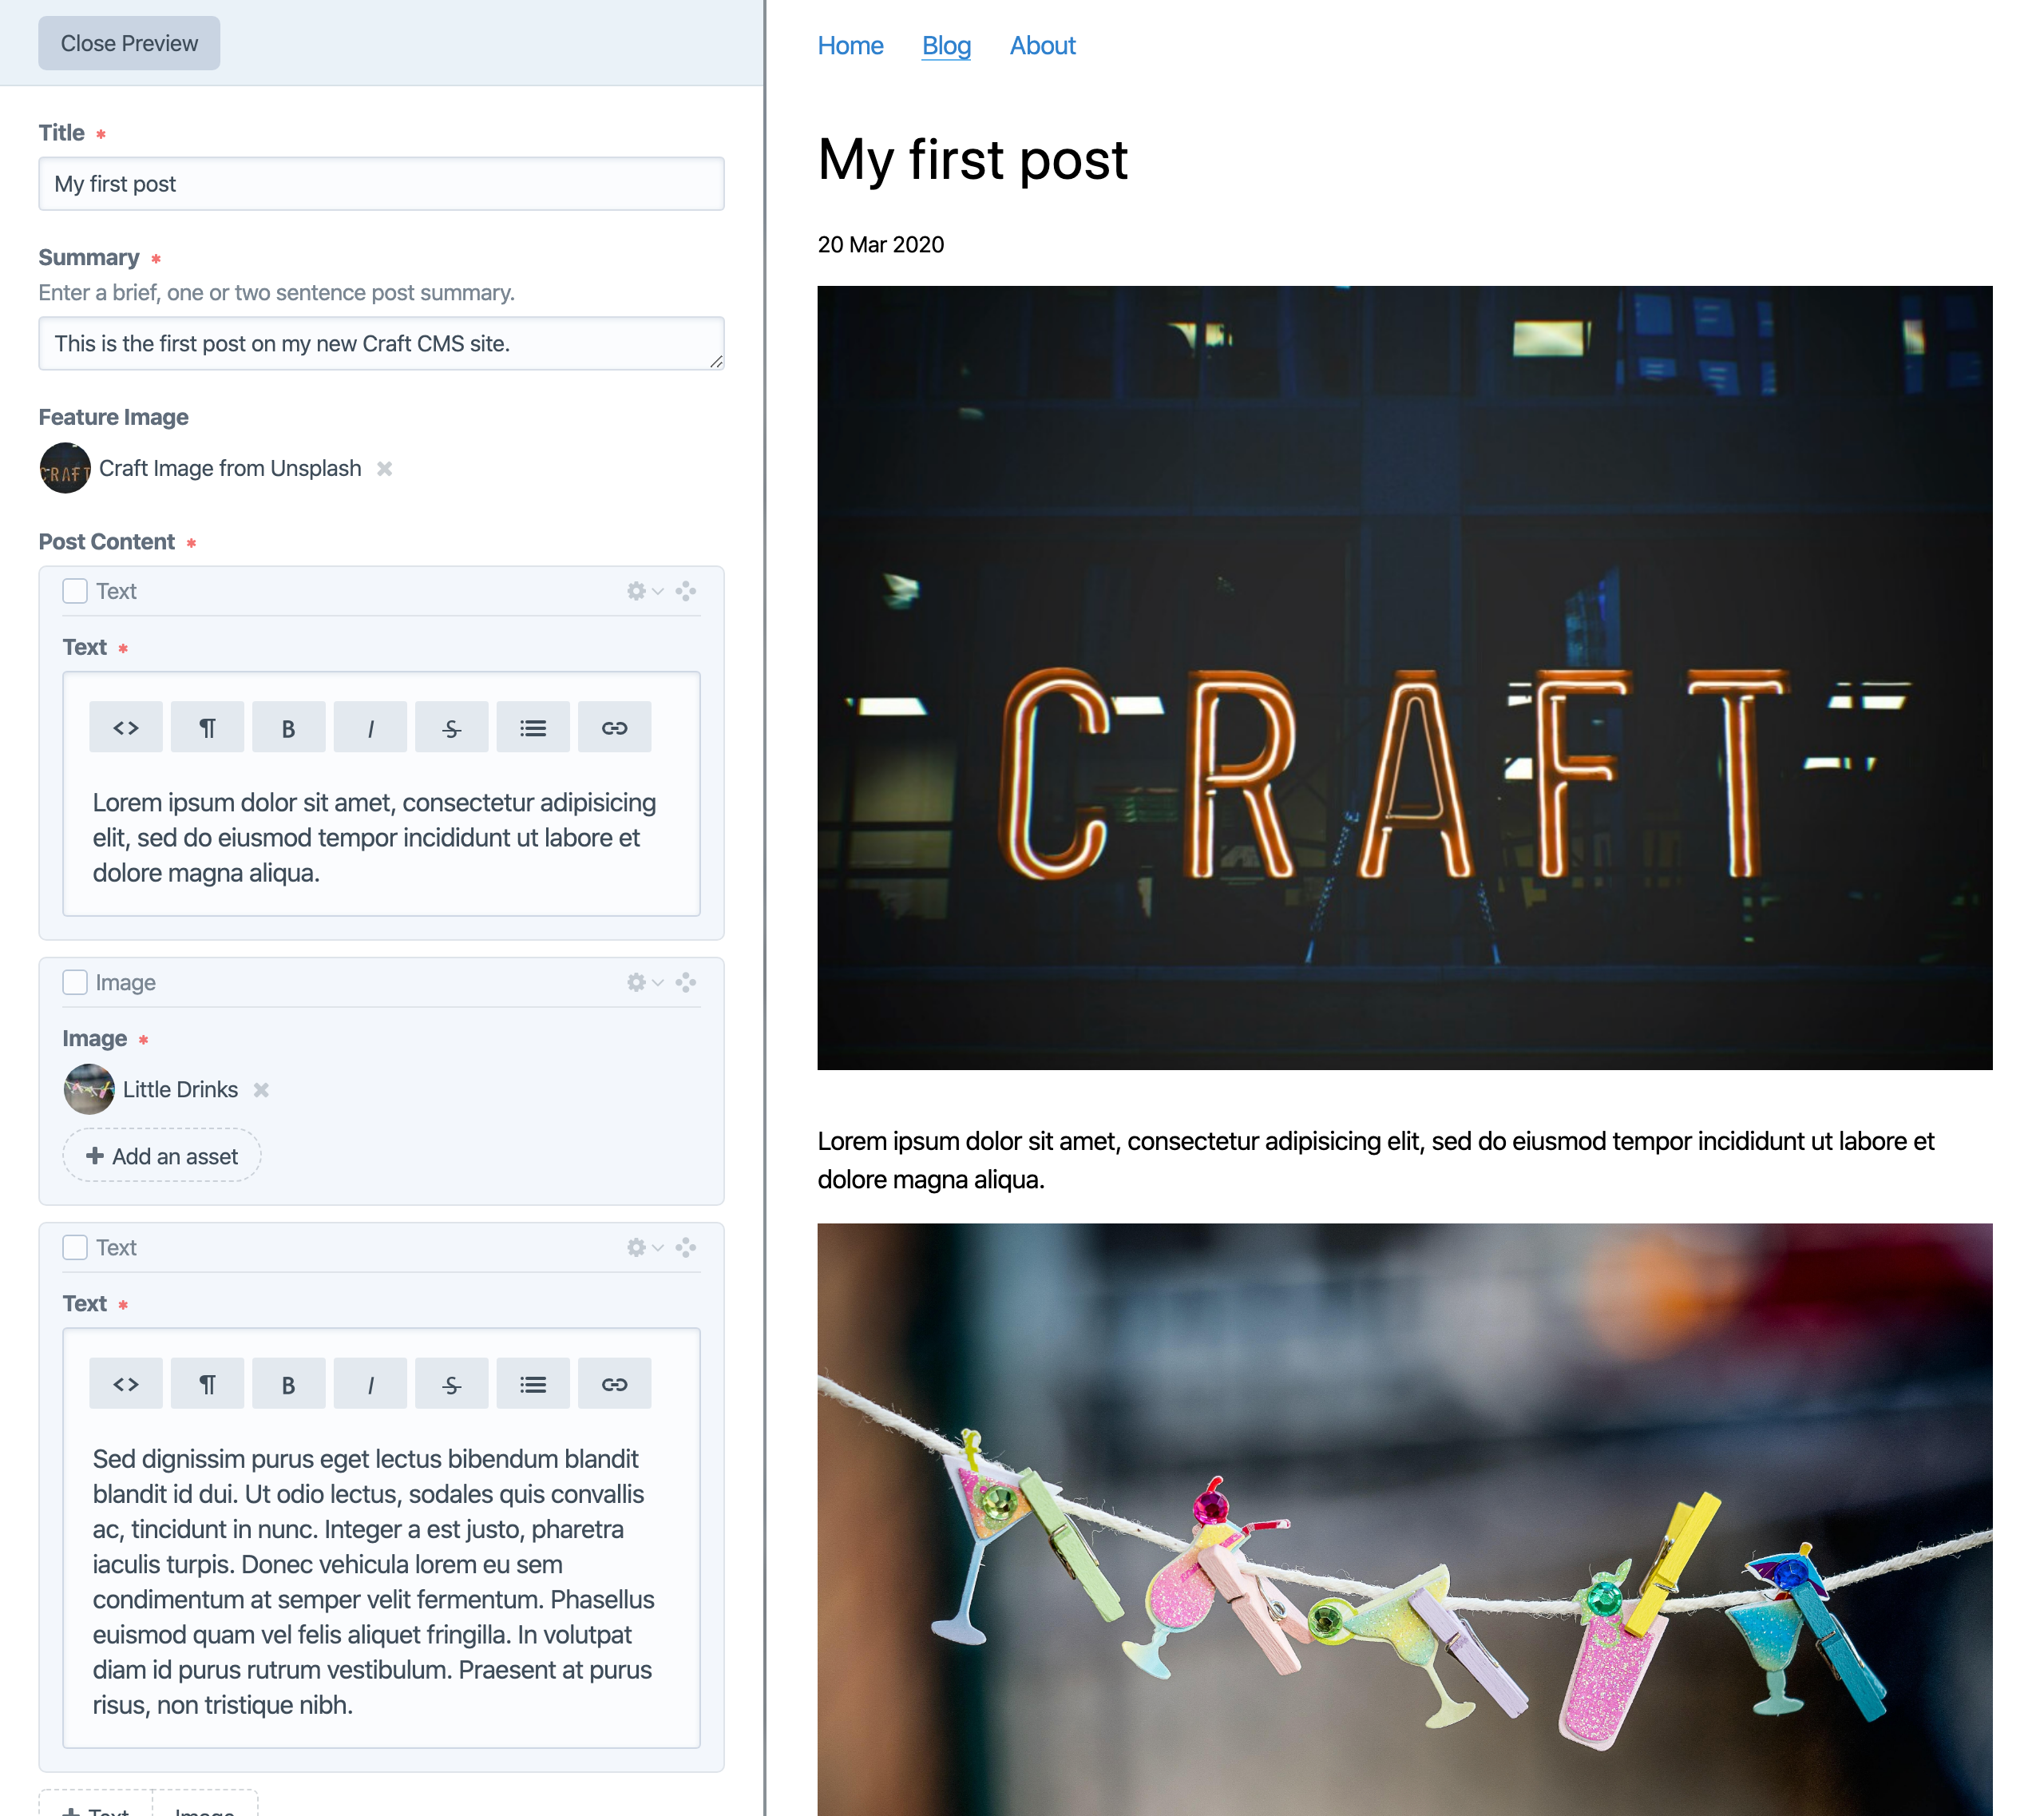 Close Preview
Title *
My first post
Summary *
Enter a brief, one or two sentence post summary.
This is the first post on my new Craft CMS site.
Feature Image
CRAFT
Craft Image from Unsplash
Post Content *
Text
Text *
B I S
Lorem ipsum dolor sit amet, consectetur adipisicing
elit, sed do eiusmod tempor incididunt ut labore et
dolore magna aliqua.
Image
Image *
Little Drinks
+ Add an asset
Text
Text *
B I S
Sed dignissim purus eget lectus bibendum blandit
blandit id dui. Ut odio lectus, sodales quis convallis
ac, tincidunt in nunc. Integer a est justo, pharetra
iaculis turpis. Donec vehicula lorem eu sem
condimentum at semper velit fermentum. Phasellus
euismod quam vel felis aliquet fringilla. In volutpat
diam id purus rutrum vestibulum. Praesent at purus
risus, non tristique nibh.
+ Text Image
Home Blog About
My first post
20 Mar 2020
CRAFT
Lorem ipsum dolor sit amet, consectetur adipisicing elit, sed do eiusmod tempor incididunt ut labore et
dolore magna aliqua.